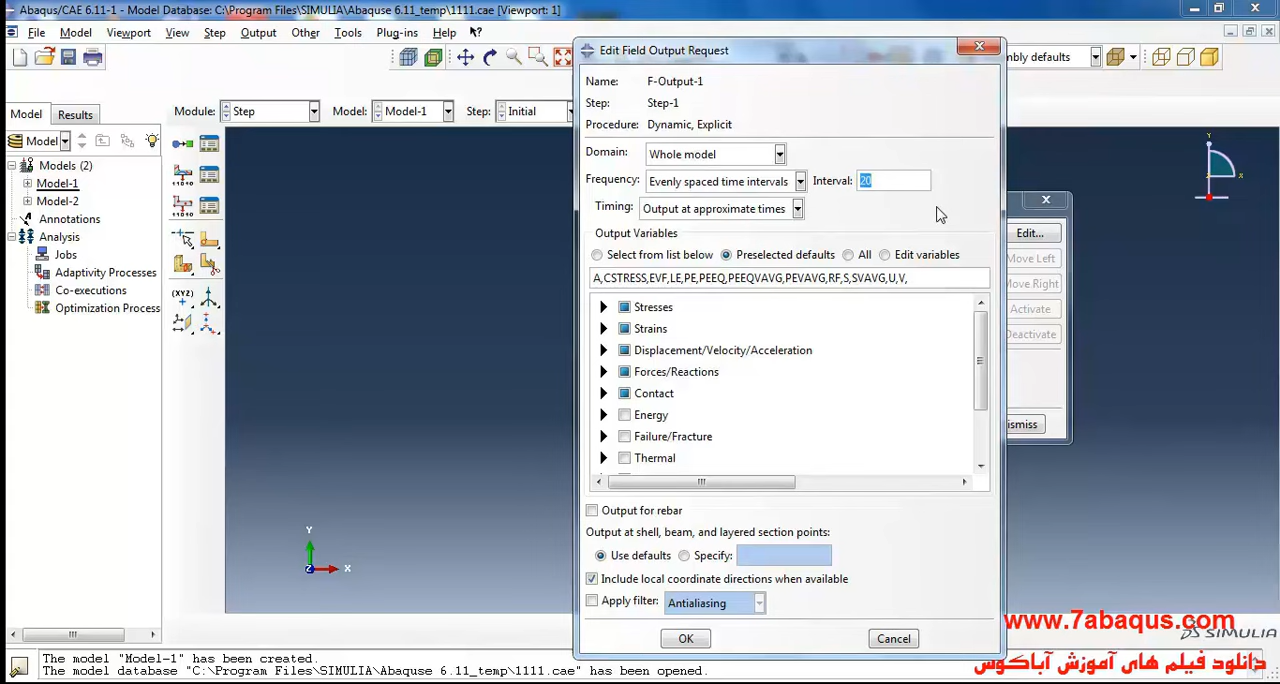 Abaqus/CAE 6.11-1 - Model Database: C:\Program Files\SIMULIA\Abaquse 6.11_temp\1111.cae [Viewport: 1]
File Model Viewport View Step Output Other Tools Plug-ins Help
mbly defaults
Model Results
Module: Step Model: Model-1 Step: Initial
Model
Models (2)
Model-1
Model-2
Annotations
Analysis
Jobs
Adaptivity Processes
Co-executions
Optimization Process
(XYZ)
Edit Field Output Request
Name: F-Output-1
Step: Step-1
Procedure: Dynamic, Explicit
Domain: Whole model
Frequency: Evenly spaced time intervals Interval: 20
Timing: Output at approximate times
Output Variables
Select from list below Preselected defaults All Edit variables
A,CSTRESS,EVF,LE,PE,PEEQ,PEEQVAVG,PEVAVG,RF,S,SVAVG,U,V,
Stresses
Strains
Displacement/Velocity/Acceleration
Forces/Reactions
Contact
Energy
Failure/Fracture
Thermal
Output for rebar
Output at shell, beam, and layered section points:
Use defaults Specify:
Include local coordinate directions when available
Apply filter: Antialiasing
OK Cancel
Edit...
Move Left
Move Right
Activate
Deactivate
ismiss
Y
X
Z
Y
X
www.7abaqus.com
SIMULIA
دانلود فیلم های آموزش آباکوس
The model "Model-1" has been created.
The model database "C:\Program Files\SIMULIA\Abaquse 6.11_temp\1111.cae" has been opened.